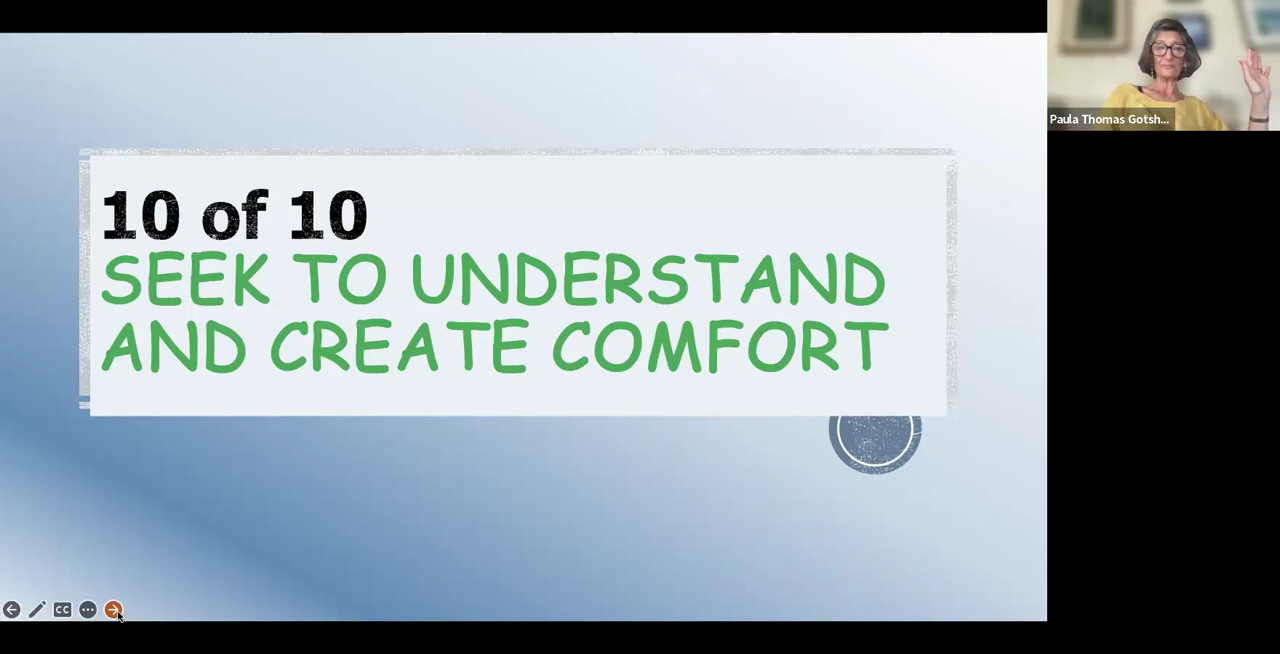 10 of 10
SEEK TO UNDERSTAND
AND CREATE COMFORT
Paula Thomas Gotsh...
CC